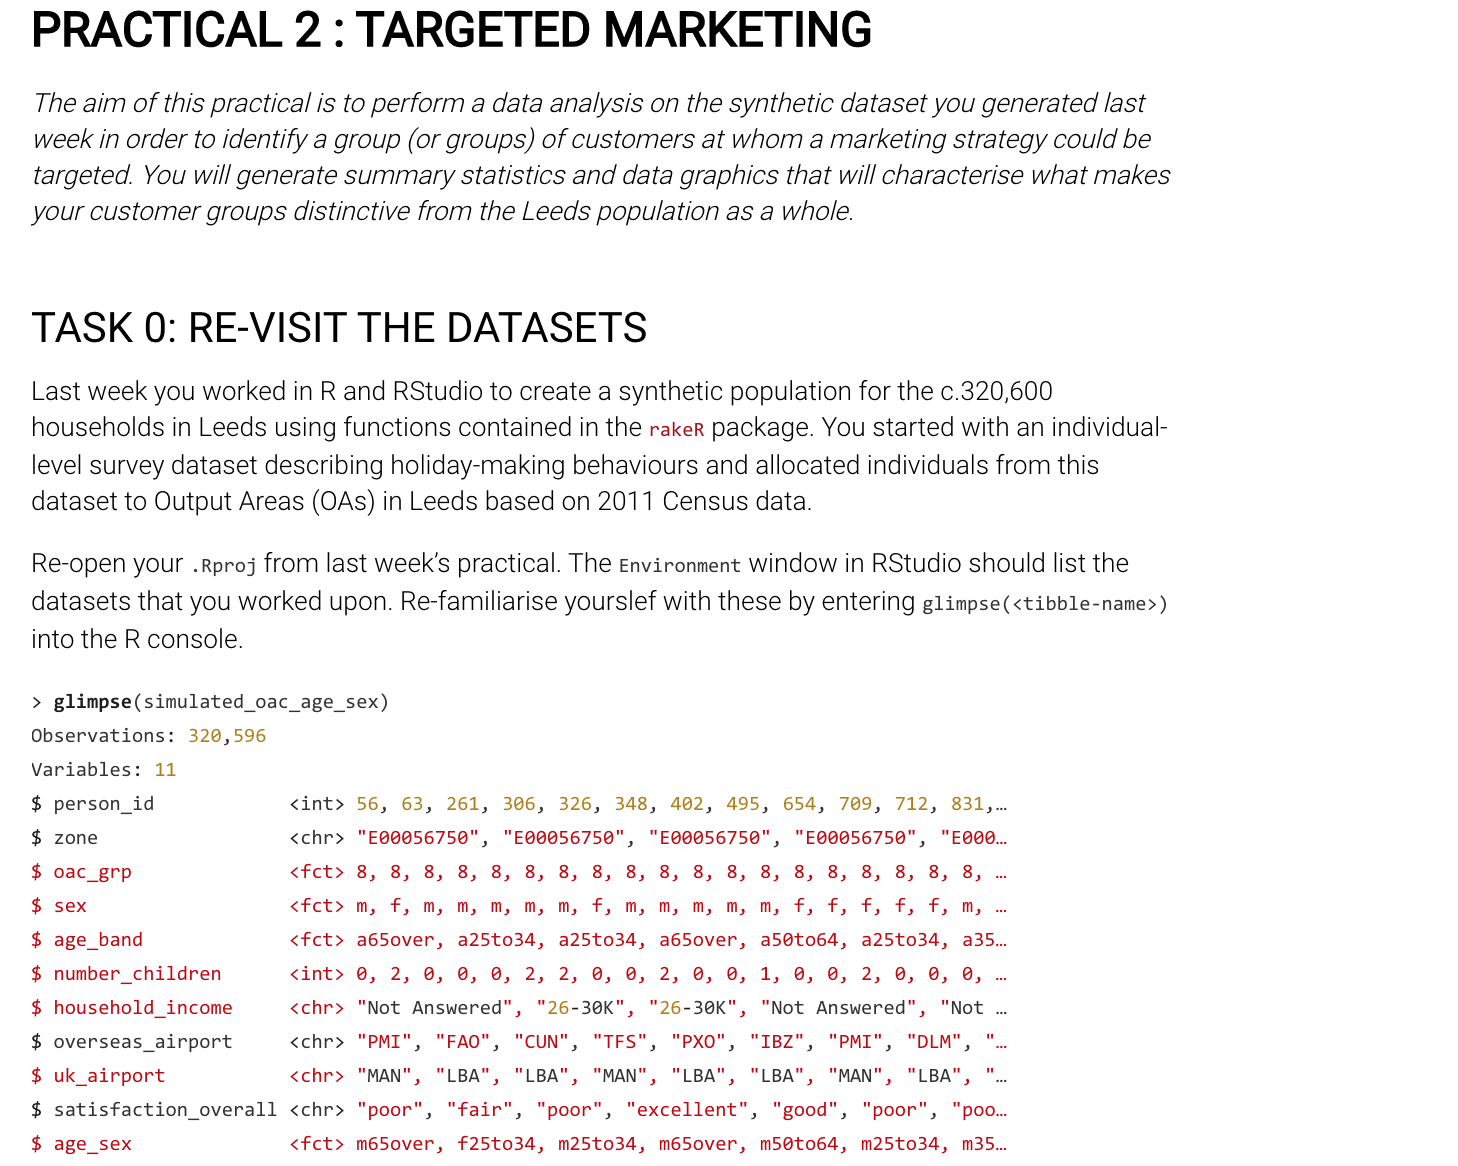 PRACTICAL 2 : TARGETED MARKETING
The aim of this practical is to perform a data analysis on the synthetic dataset you generated last
week in order to identify a group (or groups) of customers at whom a marketing strategy could be
targeted. You will generate summary statistics and data graphics that will characterise what makes
your customer groups distinctive from the Leeds population as a whole.
TASK 0: RE-VISIT THE DATASETS
Last week you worked in R and RStudio to create a synthetic population for the c.320,600
households in Leeds using functions contained in the rakeR package. You started with an individual-
level survey dataset describing holiday-making behaviours and allocated individuals from this
dataset to Output Areas (OAs) in Leeds based on 2011 Census data.
Re-open your .Rproj from last week’s practical. The Environment window in RStudio should list the
datasets that you worked upon. Re-familiarise yourslef with these by entering glimpse(<tibble-name>)
into the R console.
> glimpse(simulated_oac_age_sex)
Observations: 320,596
Variables: 11
$ person_id            <int> 56, 63, 261, 306, 326, 348, 402, 495, 654, 709, 712, 831,…
$ zone                 <chr> "E00056750", "E00056750", "E00056750", "E00056750", "E000…
$ oac_grp              <fct> 8, 8, 8, 8, 8, 8, 8, 8, 8, 8, 8, 8, 8, 8, 8, 8, 8, 8, 8, …
$ sex                  <fct> m, f, m, m, m, m, m, f, m, m, m, m, m, f, f, f, f, f, m, …
$ age_band             <fct> a65over, a25to34, a25to34, a65over, a50to64, a25to34, a35…
$ number_children      <int> 0, 2, 0, 0, 0, 2, 2, 0, 0, 2, 0, 0, 1, 0, 0, 2, 0, 0, 0, …
$ household_income     <chr> "Not Answered", "26-30K", "26-30K", "Not Answered", "Not …
$ overseas_airport     <chr> "PMI", "FAO", "CUN", "TFS", "PXO", "IBZ", "PMI", "DLM", "…
$ uk_airport           <chr> "MAN", "LBA", "LBA", "MAN", "LBA", "LBA", "MAN", "LBA", "…
$ satisfaction_overall <chr> "poor", "fair", "poor", "excellent", "good", "poor", "poo…
$ age_sex              <fct> m65over, f25to34, m25to34, m65over, m50to64, m25to34, m35…